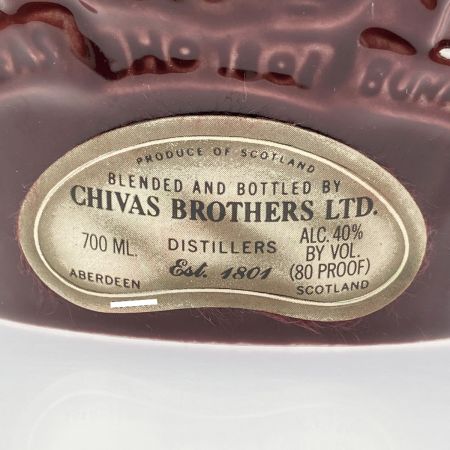 PRODUCE OF SCOTLAND
BLENDED AND BOTTLED BY
CHIVAS BROTHERS LTD.
700 ML.
DISTILLERS
Est. 1801
ALC. 40%
BY VOL.
(80 PROOF)
ABERDEEN
SCOTLAND